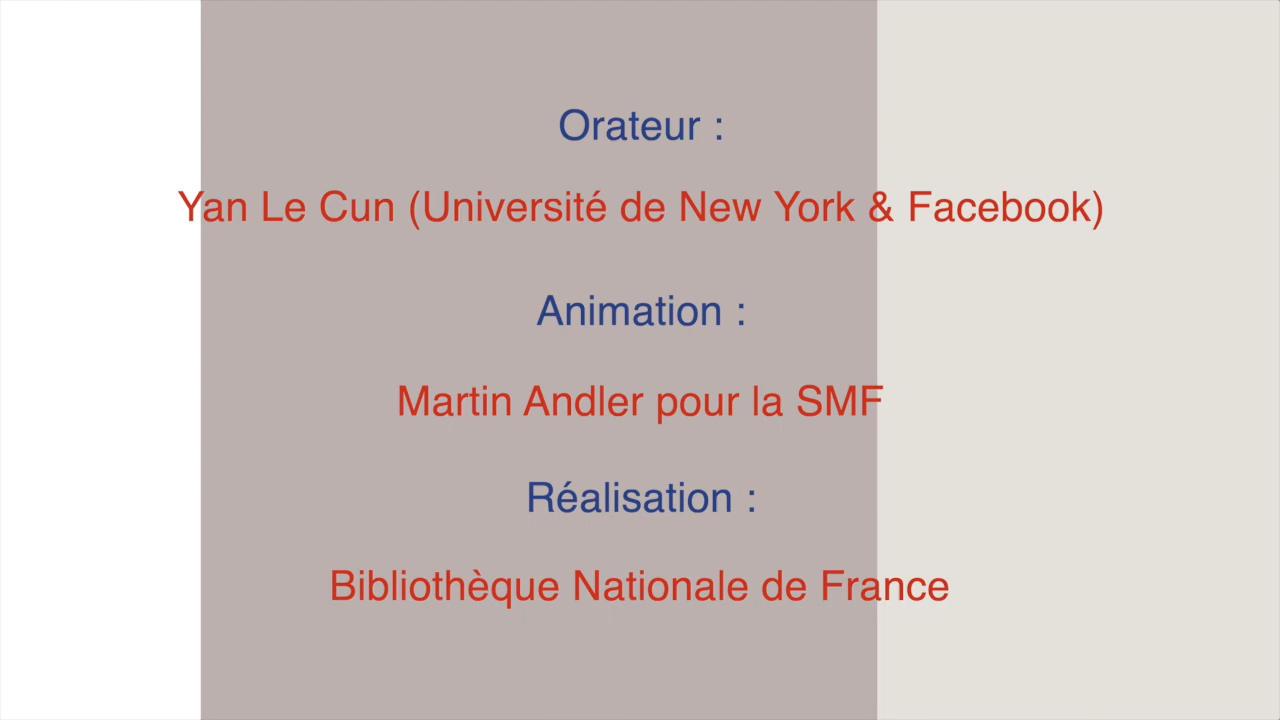 Orateur :
Yan Le Cun (Université de New York & Facebook)
Animation :
Martin Andler pour la SMF
Réalisation :
Bibliothèque Nationale de France